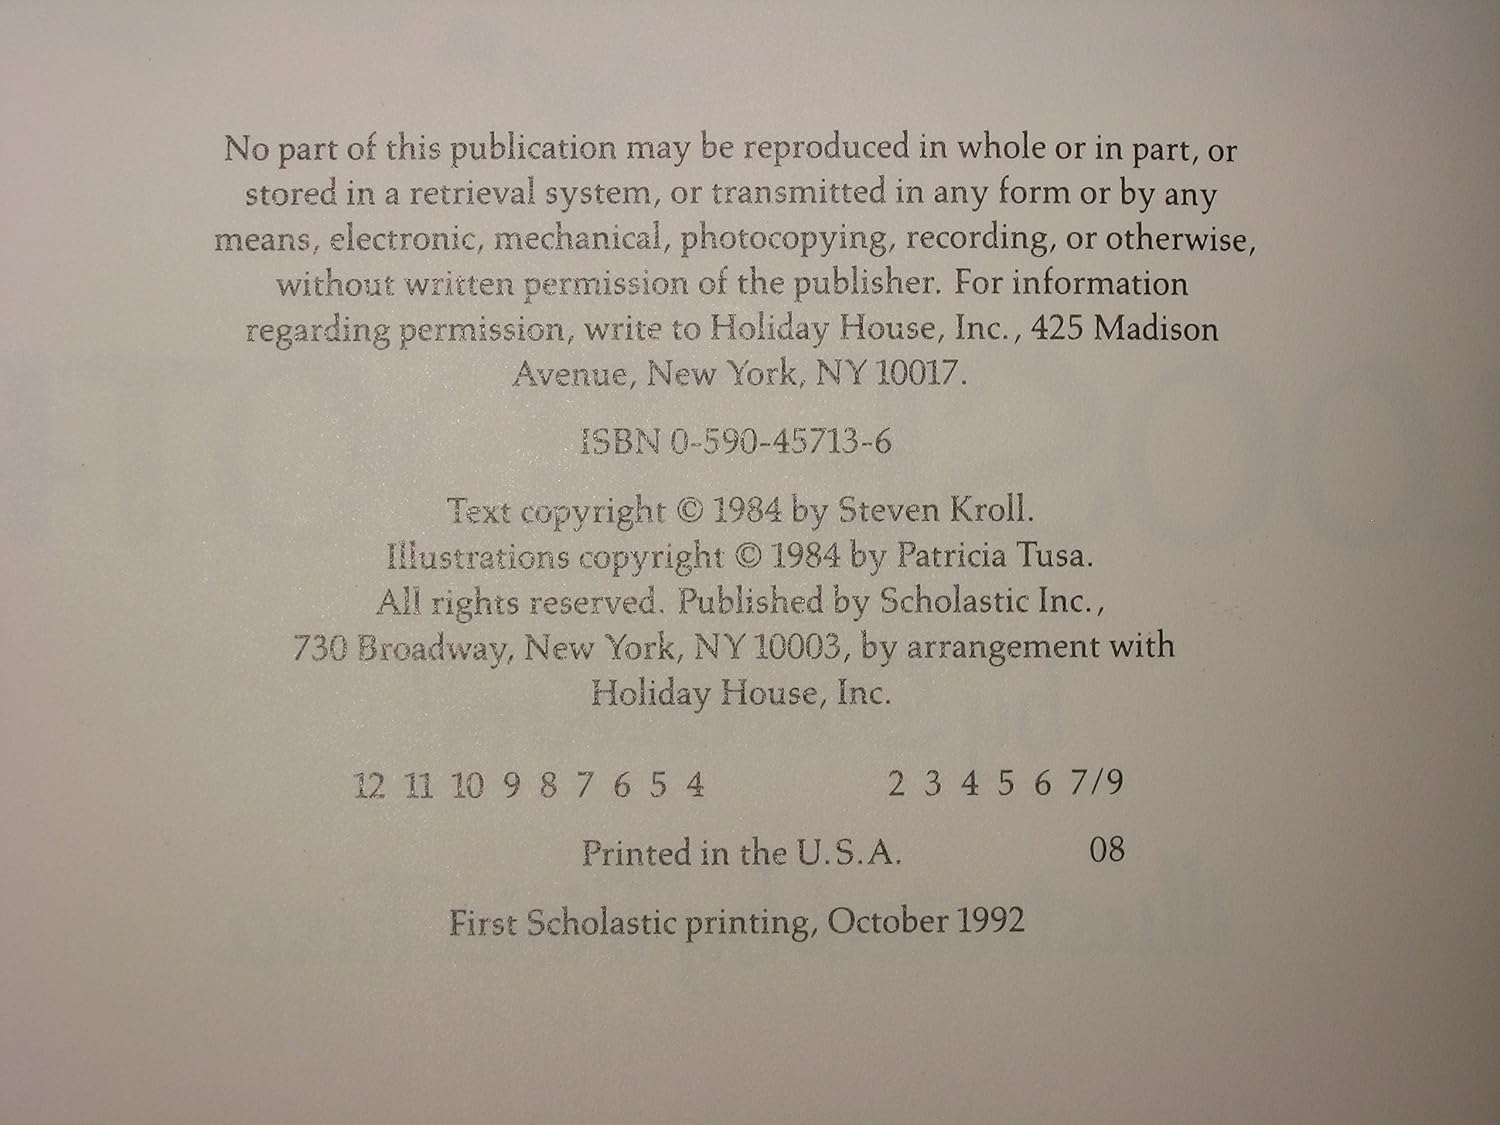 No part of this publication may be reproduced in whole or in part, or
stored in a retrieval system, or transmitted in any form or by any
means, electronic, mechanical, photocopying, recording, or otherwise,
without written permission of the publisher. For information
regarding permission, write to Holiday House, Inc., 425 Madison
Avenue, New York, NY 10017.
ISBN 0-590-45713-6
Text copyright © 1984 by Steven Kroll.
Illustrations copyright © 1984 by Patricia Tusa.
All rights reserved. Published by Scholastic Inc.,
730 Broadway, New York, NY 10003, by arrangement with
Holiday House, Inc.
12 11 10 9 8 7 6 5 4 2 3 4 5 6 7/9
Printed in the U.S.A. 08
First Scholastic printing, October 1992